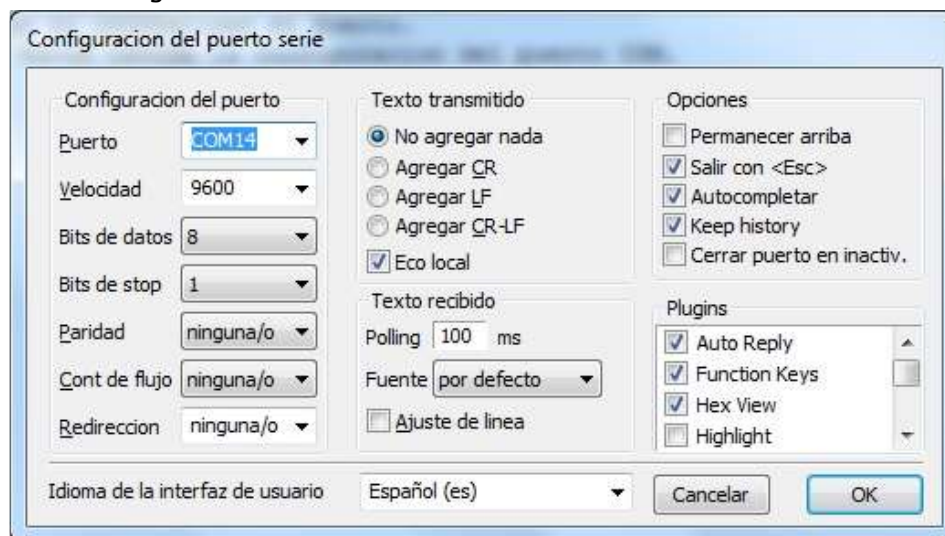 Configuracion del puerto serie
Configuracion del puerto
Puerto COM14
Velocidad 9600
Bits de datos 8
Bits de stop 1
Paridad ninguna/o
Cont de flujo ninguna/o
Redireccion ninguna/o
Texto transmitido
No agregar nada
Agregar CR
Agregar LF
Agregar CR-LF
Eco local
Texto recibido
Polling 100 ms
Fuente por defecto
Ajuste de linea
Opciones
Permanecer arriba
Salir con <Esc>
Autocompletar
Keep history
Cerrar puerto en inactiv.
Plugins
Auto Reply
Function Keys
Hex View
Highlight
Idioma de la interfaz de usuario Español (es)
Cancelar OK